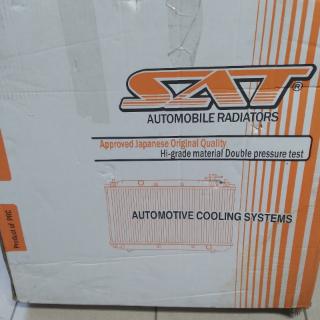 SAT®
AUTOMOBILE RADIATORS
Approved Japanese Original Quality
Hi-grade material Double pressure test
AUTOMOTIVE COOLING SYSTEMS
Product of PRC